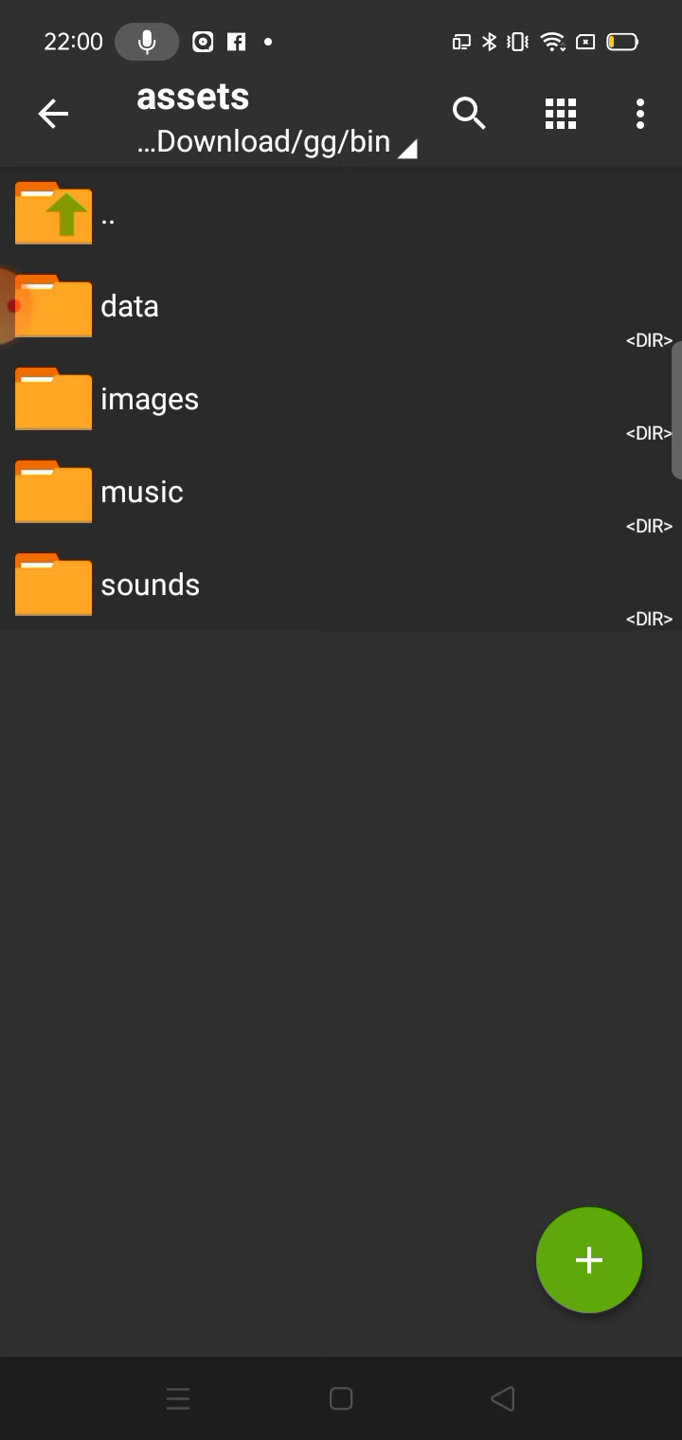 22:00
assets
...Download/gg/bin
..
data
<DIR>
images
<DIR>
music
<DIR>
sounds
<DIR>